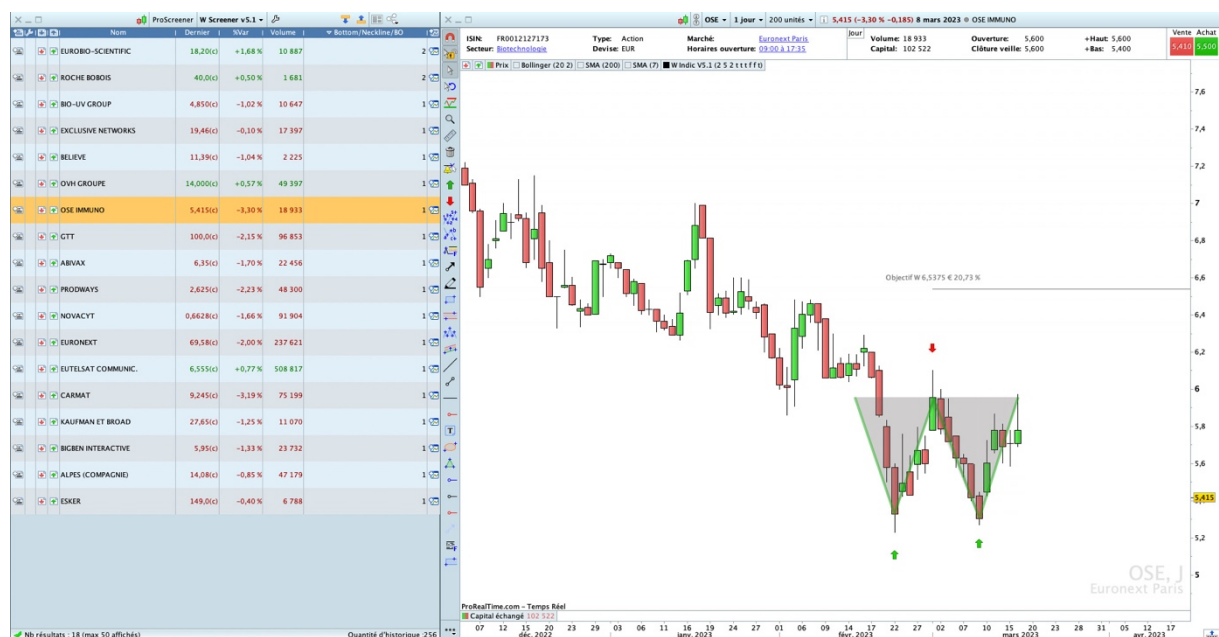 ProScreener W Screener v5.1
Nom Dernier %Var Volume Bottom/Neckline/BO
EUROBIO-SCIENTIFIC 18,20(c) +1,68 % 10 887 2
ROCHE BOBOIS 40,0(c) +0,50 % 1 681 2
BIO-UV GROUP 4,850(c) -1,02 % 10 647 1
EXCLUSIVE NETWORKS 19,46(c) -0,10 % 17 397 1
BELIEVE 11,39(c) -1,04 % 2 225 1
OVH GROUPE 14,000(c) +0,57 % 49 397 1
OSE IMMUNO 5,415(c) -3,30 % 18 933 1
GTT 100,0(c) -2,15 % 96 853 1
ABIVAX 6,35(c) -1,70 % 22 456 1
PRODWAYS 2,625(c) -2,23 % 48 300 1
NOVACYT 0,6628(c) -1,66 % 91 904 1
EURONEXT 69,58(c) -2,00 % 237 621 1
EUTELSAT COMMUNIC. 6,555(c) +0,77 % 508 817 1
CARMAT 9,245(c) -3,19 % 75 199 1
KAUFMAN ET BROAD 27,65(c) -1,25 % 11 070 1
BIGBEN INTERACTIVE 5,95(c) -1,33 % 23 732 1
ALPES (COMPAGNIE) 14,08(c) -0,85 % 47 179 1
ESKER 149,0(c) -0,40 % 6 788 1
Nb résultats : 18 (max 50 affichés) Quantité d'historique :256
OSE 1 jour 200 unités 5,415 (-3,30 % -0,185) 8 mars 2023 OSE IMMUNO
ISIN: FR0012127173 Type: Action Marché: Euronext Paris Jour Volume: 18 933 Ouverture: 5,600 +Haut: 5,600 Vente Achat
Secteur: Biotechnologie Devise: EUR Horaires ouverture: 09:00 à 17:35 Capital: 102 522 Clôture veille: 5,600 +Bas: 5,400 5,410 5,500
Prix Bollinger (20 2) SMA (200) SMA (7) W Indic V5.1 (2 5 2 t t t f f t)
7,6
7,4
7,2
7
6,8
Objectif W 6,5375 € 20,73 %
6,6
6,4
6,2
6
5,8
5,6
5,415
5,2
5
OSE, J
Euronext Paris
ProRealTime.com - Temps Réel
Capital échangé 102 522
07 12 15 20 23 29 03 06 11 16 19 24 27 01 06 09 14 17 22 27 02 07 10 15 20 23 28 31 05 12 17
déc. 2022 janv. 2023 févr. 2023 mars 2023 avr. 2023